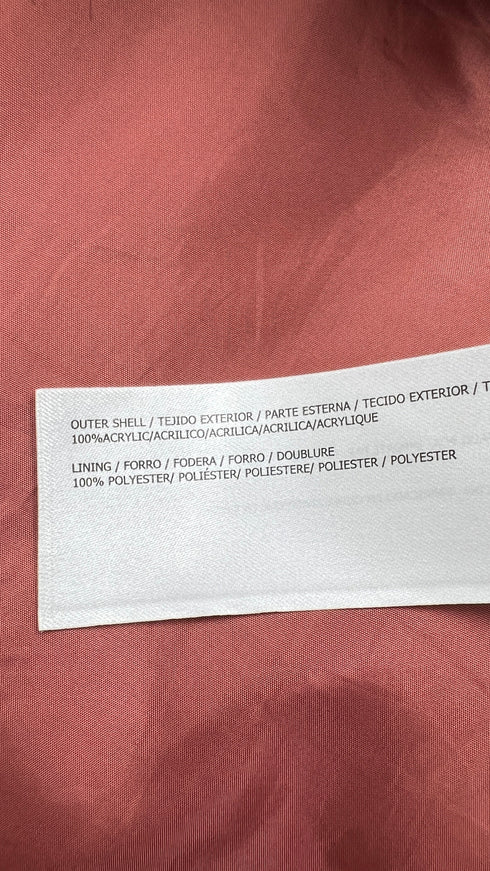 OUTER SHELL / TEJIDO EXTERIOR / PARTE ESTERNA / TECIDO EXTERIOR / T
100%ACRYLIC/ACRILICO/ACRILICA/ACRILICA/ACRYLIQUE
LINING / FORRO / FODERA / FORRO / DOUBLURE
100% POLYESTER/ POLIÉSTER/ POLIESTERE/ POLIESTER / POLYESTER